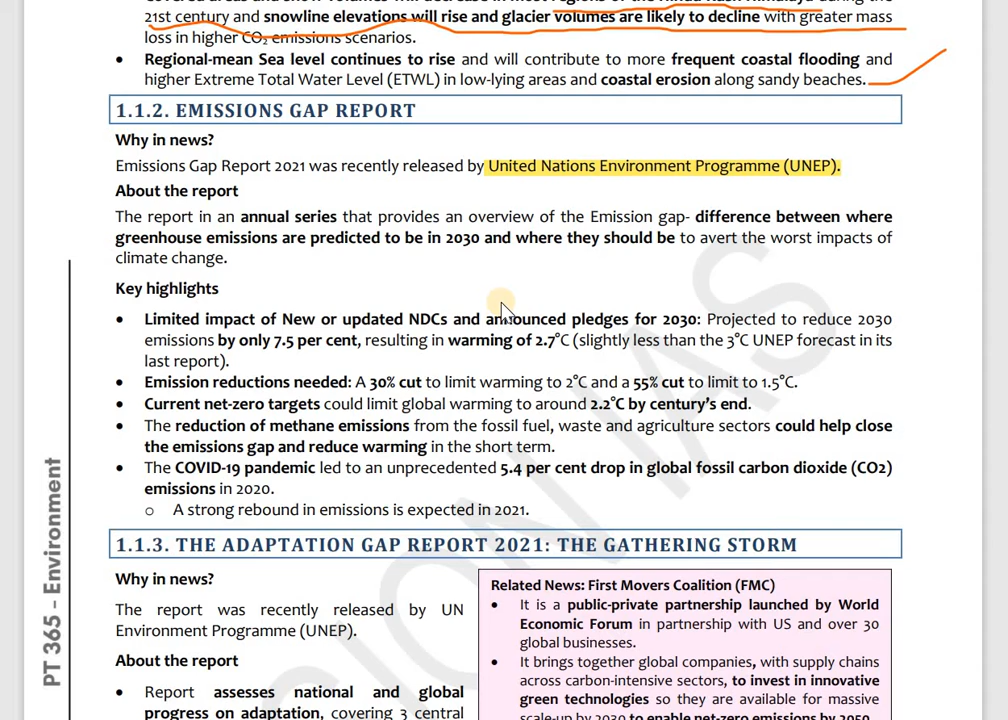 21st century and snowline elevations will rise and glacier volumes are likely to decline with greater mass
loss in higher CO₂ emissions scenarios.
• Regional-mean Sea level continues to rise and will contribute to more frequent coastal flooding and
higher Extreme Total Water Level (ETWL) in low-lying areas and coastal erosion along sandy beaches.
1.1.2. EMISSIONS GAP REPORT
Why in news?
Emissions Gap Report 2021 was recently released by United Nations Environment Programme (UNEP).
About the report
The report in an annual series that provides an overview of the Emission gap- difference between where
greenhouse emissions are predicted to be in 2030 and where they should be to avert the worst impacts of
climate change.
Key highlights
• Limited impact of New or updated NDCs and announced pledges for 2030: Projected to reduce 2030
emissions by only 7.5 per cent, resulting in warming of 2.7°C (slightly less than the 3°C UNEP forecast in its
last report).
• Emission reductions needed: A 30% cut to limit warming to 2°C and a 55% cut to limit to 1.5°C.
• Current net-zero targets could limit global warming to around 2.2°C by century's end.
• The reduction of methane emissions from the fossil fuel, waste and agriculture sectors could help close
the emissions gap and reduce warming in the short term.
• The COVID-19 pandemic led to an unprecedented 5.4 per cent drop in global fossil carbon dioxide (CO2)
emissions in 2020.
o A strong rebound in emissions is expected in 2021.
1.1.3. THE ADAPTATION GAP REPORT 2021: THE GATHERING STORM
Why in news?
The report was recently released by UN
Environment Programme (UNEP).
About the report
• Report assesses national and global
progress on adaptation, covering 3 central
Related News: First Movers Coalition (FMC)
• It is a public-private partnership launched by World
Economic Forum in partnership with US and over 30
global businesses.
• It brings together global companies, with supply chains
across carbon-intensive sectors, to invest in innovative
green technologies so they are available for massive
scale-up by 2030 to enable net-zero emissions by 2050
PT 365 - Environment